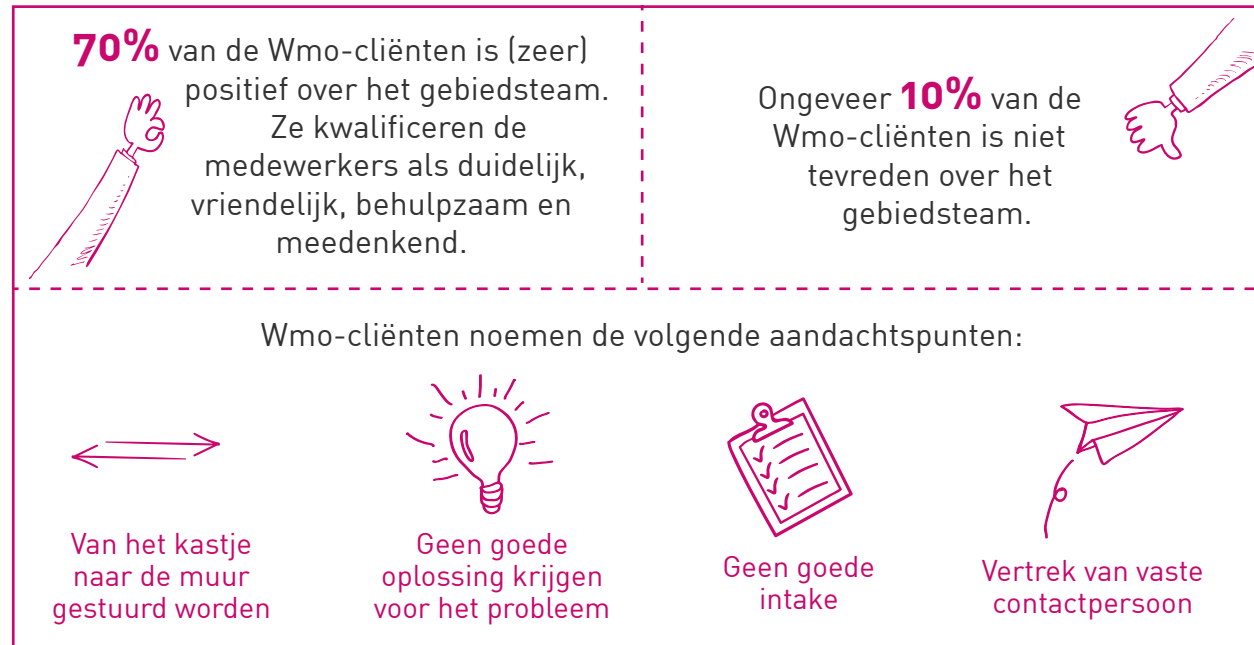 70% van de Wmo-cliënten is (zeer)
positief over het gebiedsteam.
Ze kwalificeren de
medewerkers als duidelijk,
vriendelijk, behulpzaam en
meedenkend.
Ongeveer 10% van de
Wmo-cliënten is niet
tevreden over het
gebiedsteam.
Wmo-cliënten noemen de volgende aandachtspunten:
Van het kastje
naar de muur
gestuurd worden
Geen goede
oplossing krijgen
voor het probleem
Geen goede
intake
Vertrek van vaste
contactpersoon